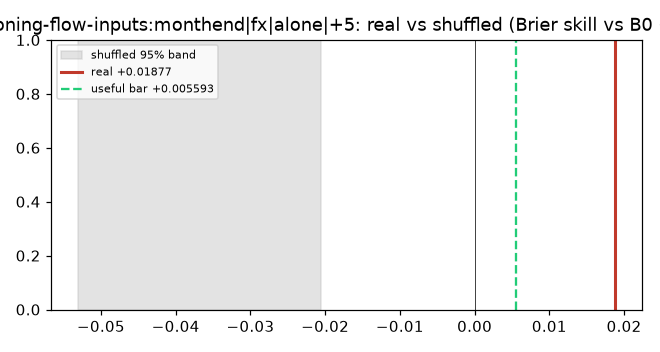 oning-flow-inputs:monthend|fx|alone|+5: real vs shuffled (Brier skill vs B0
1.0
shuffled 95% band
real +0.01877
useful bar +0.005593
0.8
0.6
0.4
0.2
0.0
−0.05 −0.04 −0.03 −0.02 −0.01 0.00 0.01 0.02